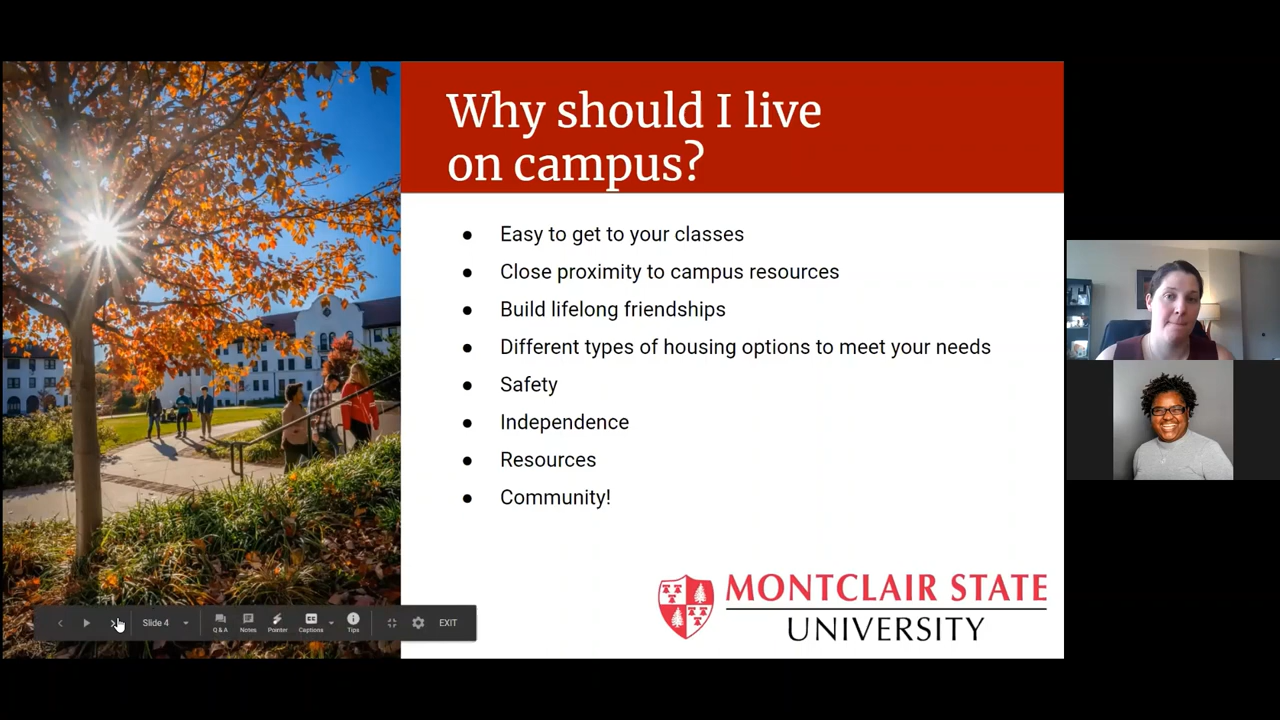 Why should I live
on campus?
● Easy to get to your classes
● Close proximity to campus resources
● Build lifelong friendships
● Different types of housing options to meet your needs
● Safety
● Independence
● Resources
● Community!
MONTCLAIR STATE
UNIVERSITY
Slide 4
Q & A
Notes
Pointer
CC
Captions
Tips
EXIT